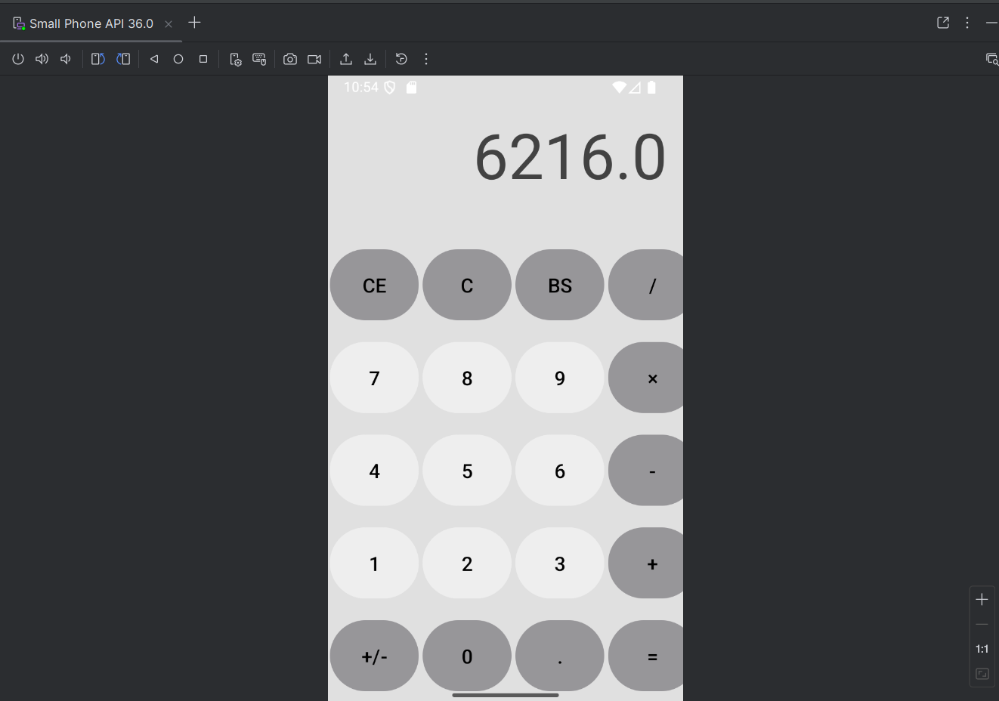 Small Phone API 36.0
10:54
6216.0
CE C BS /
7 8 9 ×
4 5 6 -
1 2 3 +
+/- 0 . =
1:1